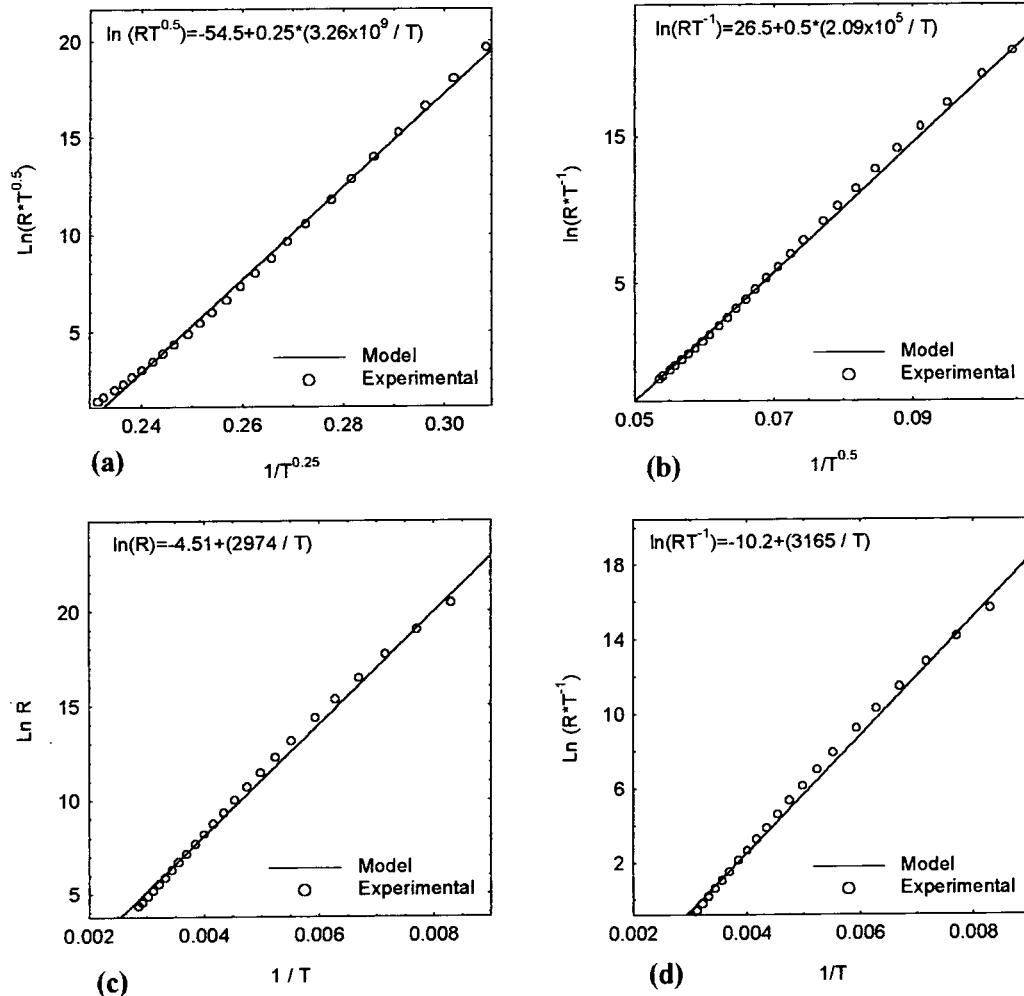 ln (RT^0.5)=-54.5+0.25*(3.26x10^9 / T)
20
15
10
5
Ln(R*T^0.5)
Model
Experimental
0.24 0.26 0.28 0.30
(a)
1/T^0.25
ln(RT^-1)=26.5+0.5*(2.09x10^5 / T)
15
5
ln(R*T^-1)
Model
Experimental
0.05 0.07 0.09
(b)
1/T^0.5
ln(R)=-4.51+(2974 / T)
20
15
10
5
Ln R
Model
Experimental
0.002 0.004 0.006 0.008
(c)
1 / T
ln(RT^-1)=-10.2+(3165 / T)
18
14
10
6
2
Ln (R*T^-1)
Model
Experimental
0.002 0.004 0.006 0.008
(d)
1/T